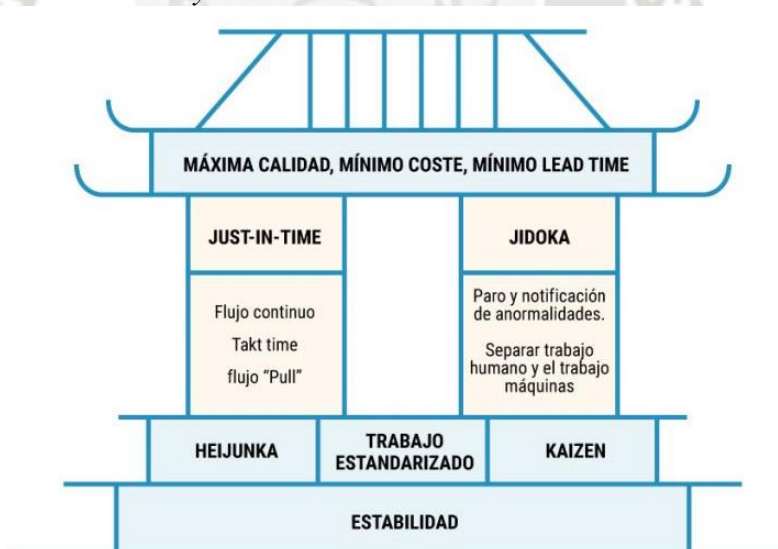 y
MÁXIMA CALIDAD, MÍNIMO COSTE, MÍNIMO LEAD TIME
JUST-IN-TIME
JIDOKA
Flujo continuo
Takt time
flujo “Pull”
Paro y notificación
de anormalidades.
Separar trabajo
humano y el trabajo
máquinas
HEIJUNKA
TRABAJO
ESTANDARIZADO
KAIZEN
ESTABILIDAD